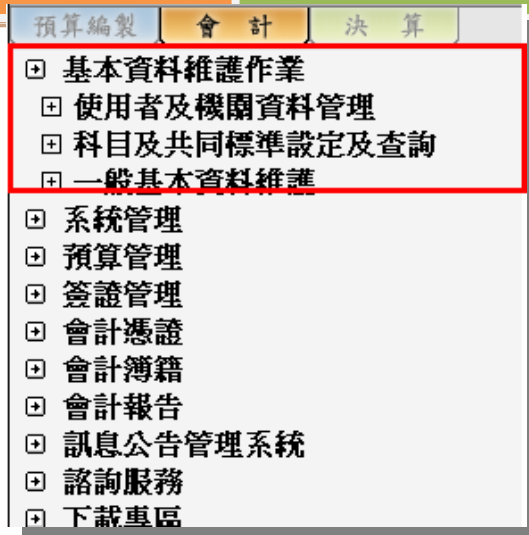 預算編製 會 計 決 算
基本資料維護作業
使用者及機關資料管理
科目及共同標準設定及查詢
一般基本資料維護
系統管理
預算管理
簽證管理
會計憑證
會計簿籍
會計報告
訊息公告管理系統
諮詢服務
下載專區